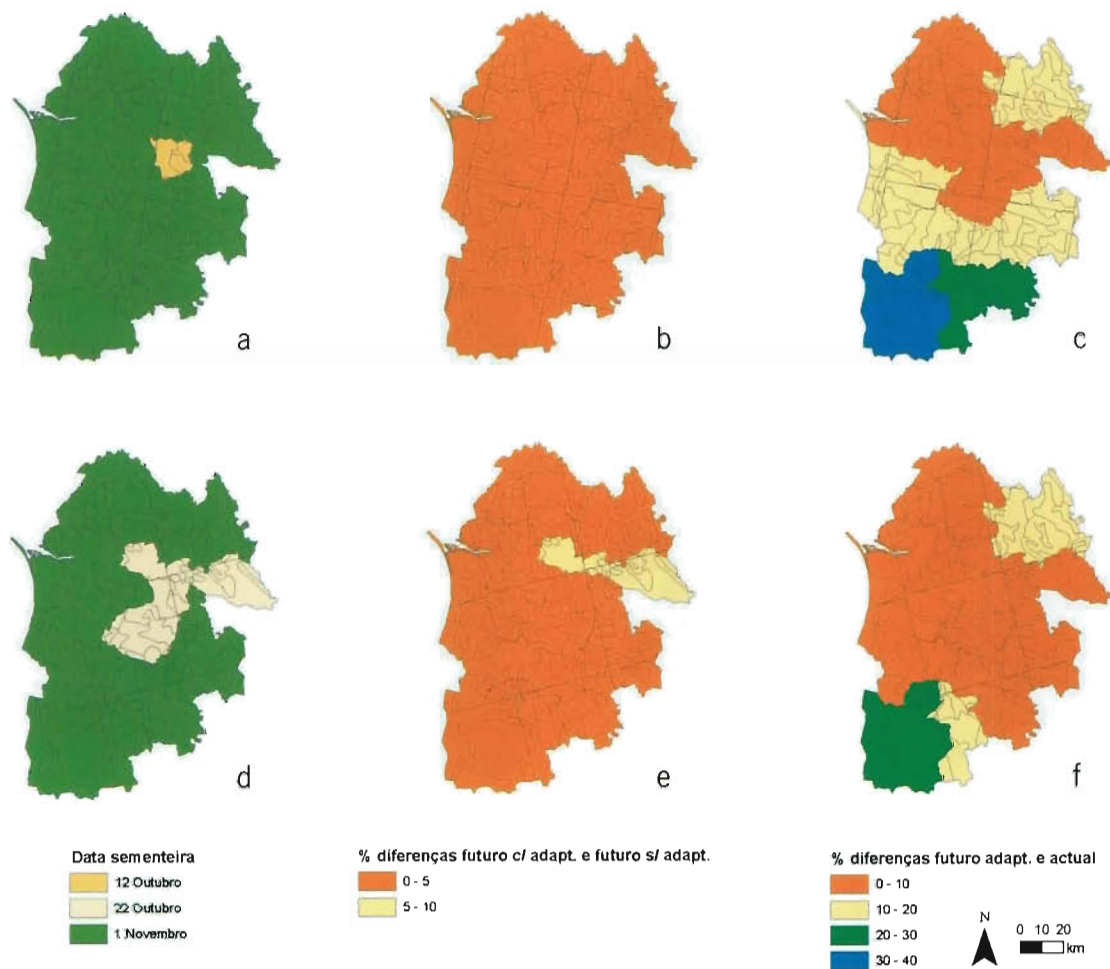 a
b
c
d
e
f
Data sementeira
12 Outubro
22 Outubro
1 Novembro
% diferenças futuro c/ adapt. e futuro s/ adapt.
0 - 5
5 - 10
% diferenças futuro adapt. e actual
0 - 10
10 - 20
20 - 30
30 - 40
N
0 10 20
km